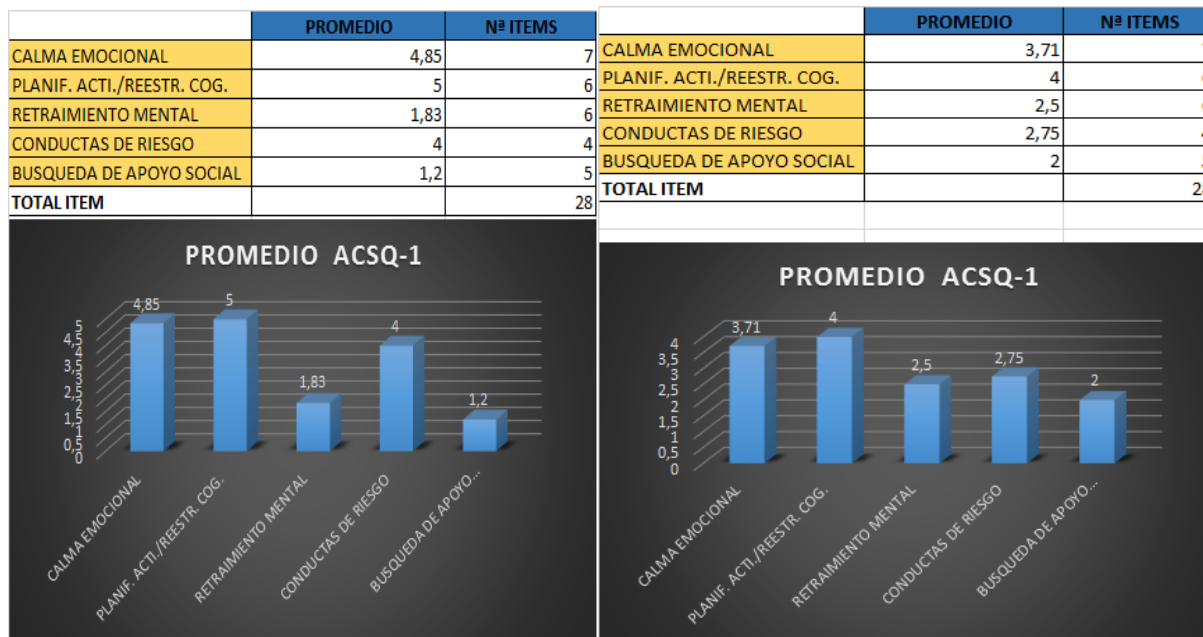 PROMEDIO Nª ITEMS
CALMA EMOCIONAL 4,85 7
PLANIF. ACTI./REESTR. COG. 5 6
RETRAIMIENTO MENTAL 1,83 6
CONDUCTAS DE RIESGO 4 4
BUSQUEDA DE APOYO SOCIAL 1,2 5
TOTAL ITEM 28
PROMEDIO ACSQ-1
4,85
5
1,83
4
1,2
5
4,5
4
3,5
3
2,5
2
1,5
1
0,5
0
CALMA EMOCIONAL
PLANIF. ACTI./REESTR. COG.
RETRAIMIENTO MENTAL
CONDUCTAS DE RIESGO
BUSQUEDA DE APOYO...
PROMEDIO Nª ITEMS
CALMA EMOCIONAL 3,71
PLANIF. ACTI./REESTR. COG. 4
RETRAIMIENTO MENTAL 2,5
CONDUCTAS DE RIESGO 2,75
BUSQUEDA DE APOYO SOCIAL 2
TOTAL ITEM
PROMEDIO ACSQ-1
3,71
4
2,5
2,75
2
4
3,5
3
2,5
2
1,5
1
0,5
0
CALMA EMOCIONAL
PLANIF. ACTI./REESTR. COG.
RETRAIMIENTO MENTAL
CONDUCTAS DE RIESGO
BUSQUEDA DE APOYO...